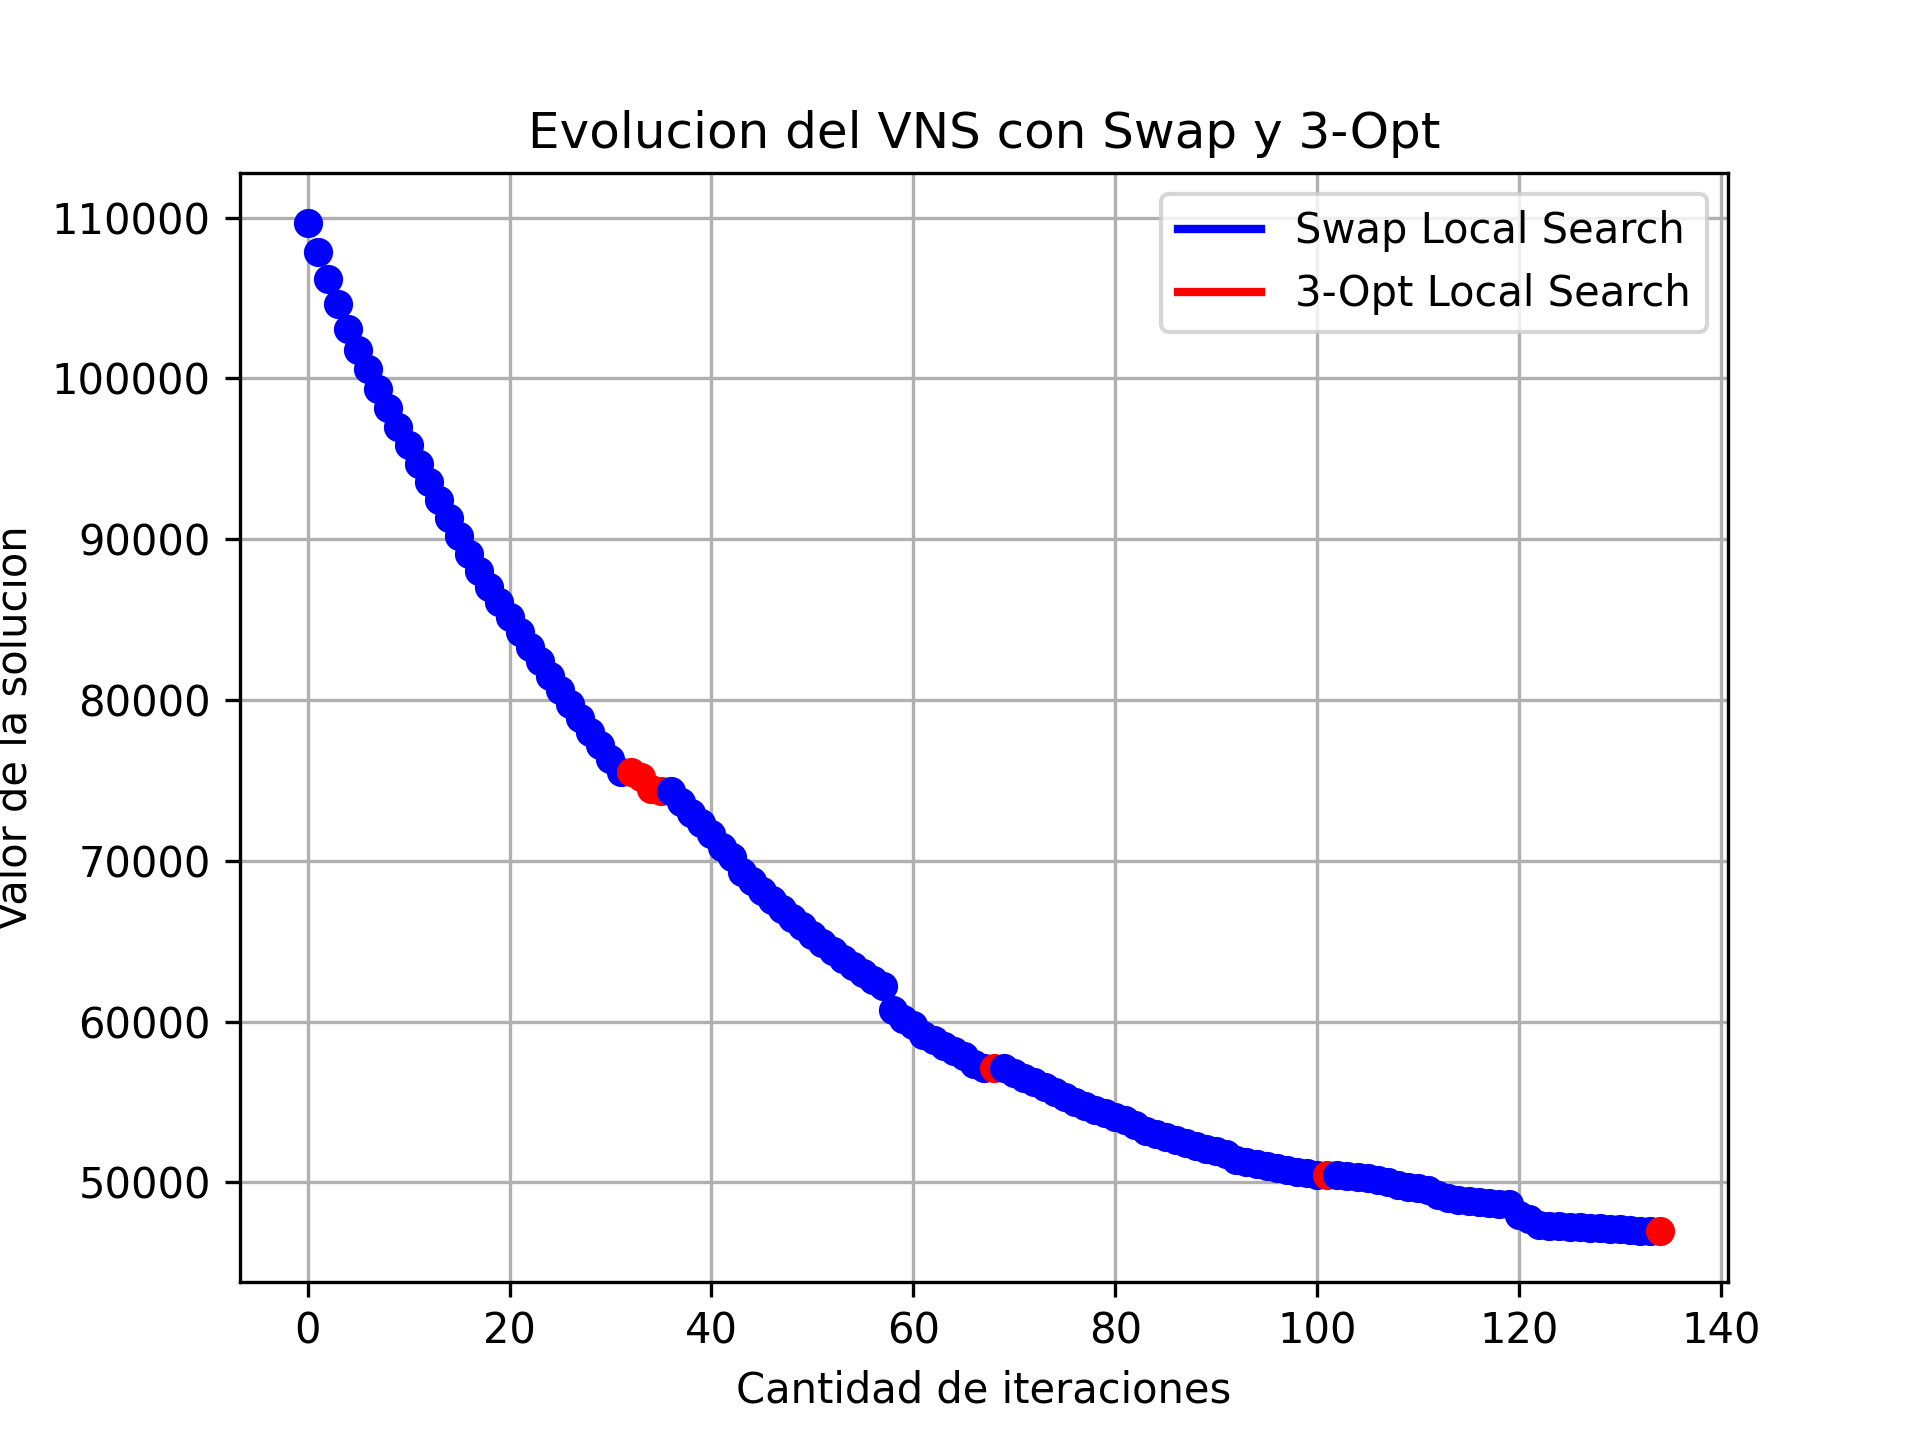 Evolucion del VNS con Swap y 3-Opt
Swap Local Search
3-Opt Local Search
110000
100000
90000
80000
70000
60000
50000
Valor de la solucion
0 20 40 60 80 100 120 140
Cantidad de iteraciones